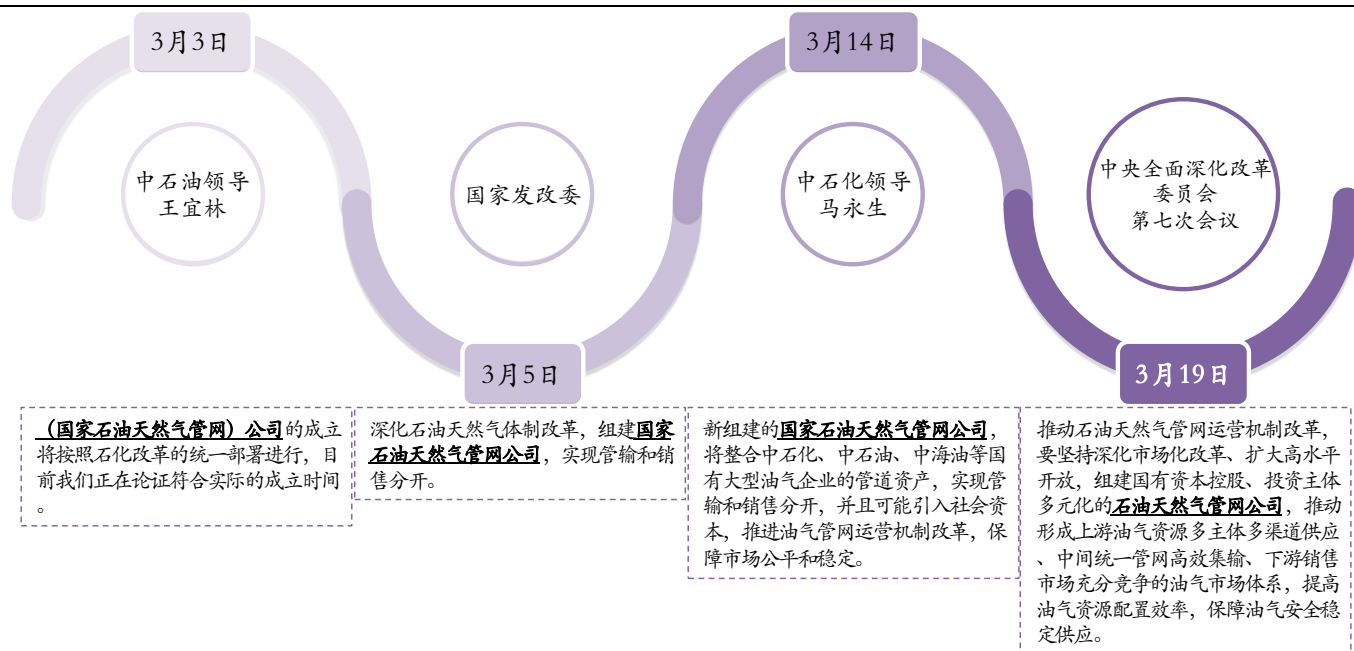 3月3日
3月14日
中石油领导
王宜林
国家发改委
中石化领导
马永生
中央全面深化改革
委员会
第七次会议
3月5日
3月19日
（国家石油天然气管网）公司的成立
将按照石化改革的统一部署进行，目
前我们正在论证符合实际的成立时间
。
深化石油天然气体制改革，组建国家
石油天然气管网公司，实现管输和销
售分开。
新组建的国家石油天然气管网公司，
将整合中石化、中石油、中海油等国
有大型油气企业的管道资产，实现管
输和销售分开，并且可能引入社会资
本，推进油气管网运营机制改革，保
障市场公平和稳定。
推动石油天然气管网运营机制改革，
要坚持深化市场化改革、扩大高水平
开放，组建国有资本控股、投资主体
多元化的石油天然气管网公司，推动
形成上游油气资源多主体多渠道供应
、中间统一管网高效集输、下游销售
市场充分竞争的油气市场体系，提高
油气资源配置效率，保障油气安全稳
定供应。